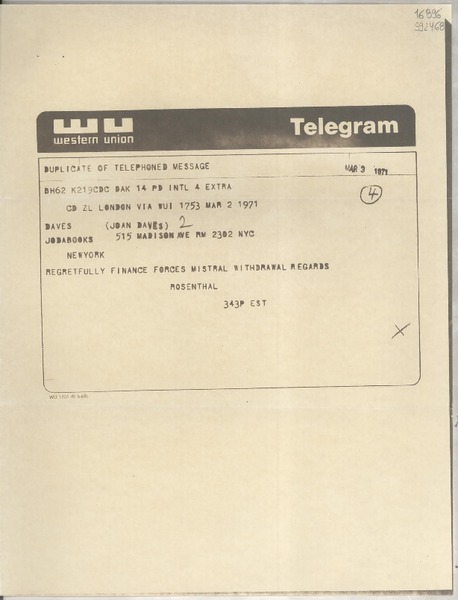 16896
992468
western union
Telegram
DUPLICATE OF TELEPHONED MESSAGE
MAR 3 1971
BH62 K219CDC DAK 14 PD INTL 4 EXTRA
4
CD ZL LONDON VIA WUI 1753 MAR 2 1971
DAVES (JOAN DAVES) 2
JODABOOKS 515 MADISON AVE RM 2302 NYC
NEWYORK
REGRETFULLY FINANCE FORCES MISTRAL WITHDRAWAL REGARDS
ROSENTHAL
343P EST
X